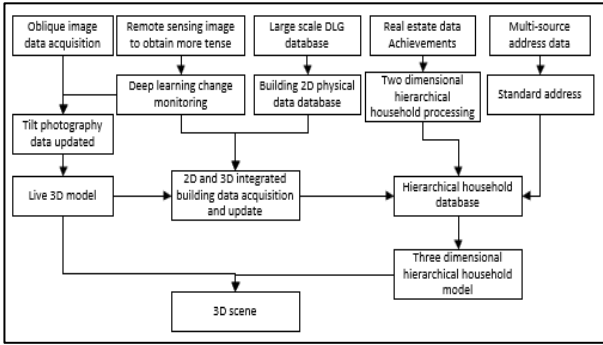 Oblique image
data acquisition
Remote sensing image
to obtain more tense
Large scale DLG
database
Real estate data
Achievements
Multi-source
address data
Deep learning change
monitoring
Building 2D physical
data database
Two dimensional
hierarchical
household processing
Standard address
Tilt photography
data updated
Live 3D model
2D and 3D integrated
building data acquisition
and update
Hierarchical household
database
Three dimensional
hierarchical household
model
3D scene